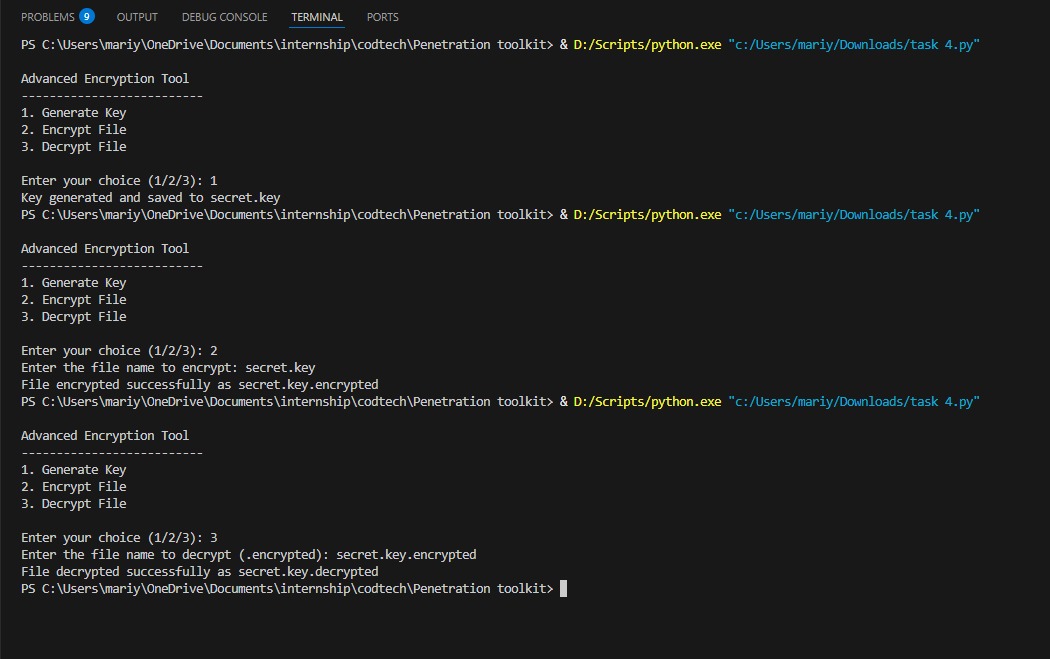 PROBLEMS 9 OUTPUT DEBUG CONSOLE TERMINAL PORTS
PS C:\Users\mariy\OneDrive\Documents\internship\codtech\Penetration toolkit> & D:/Scripts/python.exe "c:/Users/mariy/Downloads/task 4.py"
Advanced Encryption Tool
--------------------------
1. Generate Key
2. Encrypt File
3. Decrypt File
Enter your choice (1/2/3): 1
Key generated and saved to secret.key
PS C:\Users\mariy\OneDrive\Documents\internship\codtech\Penetration toolkit> & D:/Scripts/python.exe "c:/Users/mariy/Downloads/task 4.py"
Advanced Encryption Tool
--------------------------
1. Generate Key
2. Encrypt File
3. Decrypt File
Enter your choice (1/2/3): 2
Enter the file name to encrypt: secret.key
File encrypted successfully as secret.key.encrypted
PS C:\Users\mariy\OneDrive\Documents\internship\codtech\Penetration toolkit> & D:/Scripts/python.exe "c:/Users/mariy/Downloads/task 4.py"
Advanced Encryption Tool
--------------------------
1. Generate Key
2. Encrypt File
3. Decrypt File
Enter your choice (1/2/3): 3
Enter the file name to decrypt (.encrypted): secret.key.encrypted
File decrypted successfully as secret.key.decrypted
PS C:\Users\mariy\OneDrive\Documents\internship\codtech\Penetration toolkit>